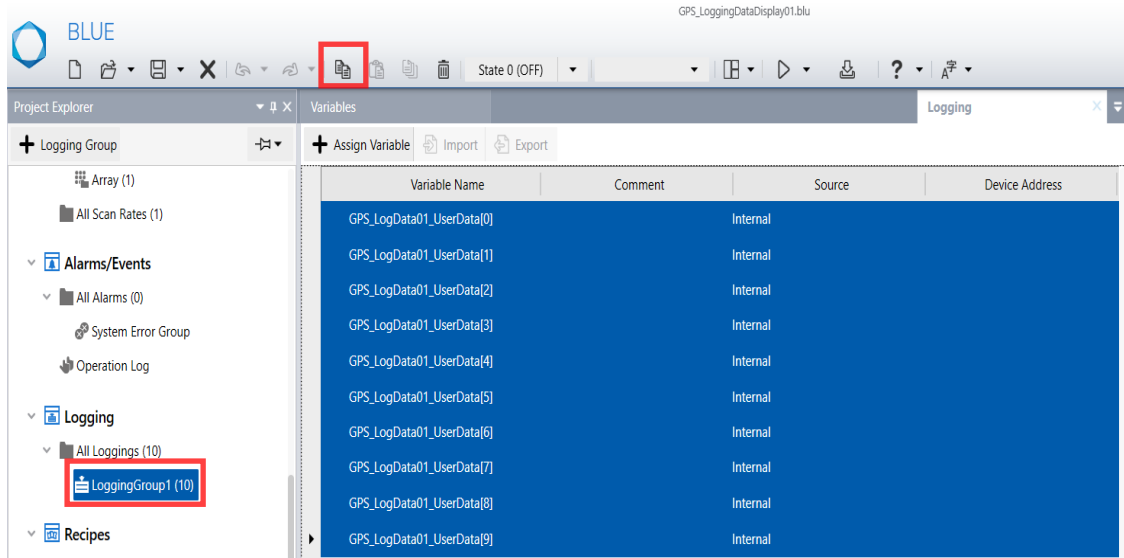 GPS_LoggingDataDisplay01.blu
BLUE
State 0 (OFF)
?
A字
Project Explorer
Variables
Logging
Logging Group
Assign Variable
Import
Export
Array (1)
All Scan Rates (1)
Alarms/Events
All Alarms (0)
System Error Group
Operation Log
Logging
All Loggings (10)
LoggingGroup1 (10)
Recipes
Variable Name Comment Source Device Address
GPS_LogData01_UserData[0] Internal
GPS_LogData01_UserData[1] Internal
GPS_LogData01_UserData[2] Internal
GPS_LogData01_UserData[3] Internal
GPS_LogData01_UserData[4] Internal
GPS_LogData01_UserData[5] Internal
GPS_LogData01_UserData[6] Internal
GPS_LogData01_UserData[7] Internal
GPS_LogData01_UserData[8] Internal
GPS_LogData01_UserData[9] Internal